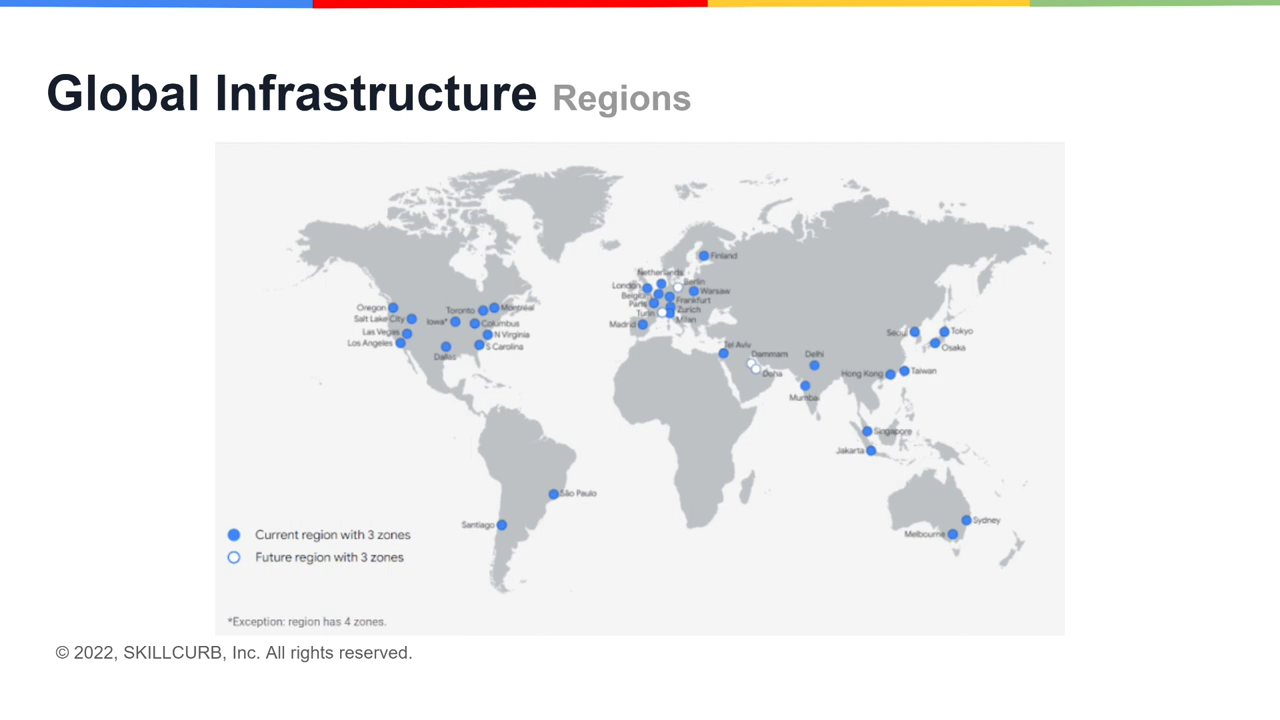 Global Infrastructure Regions
Finland
Netherlands
London
Berlin
Warsaw
Frankfurt
Paris
Zurich
Turin
Milan
Madrid
Oregon
Toronto
Montréal
Salt Lake City
Iowa*
Columbus
Las Vegas
N Virginia
Los Angeles
S Carolina
Dallas
Seoul
Tokyo
Osaka
Tel Aviv
Dammam
Delhi
Doha
Hong Kong
Taiwan
Mumbai
Singapore
Jakarta
São Paulo
Santiago
Sydney
Melbourne
Current region with 3 zones
Future region with 3 zones
*Exception: region has 4 zones.
© 2022, SKILLCURB, Inc. All rights reserved.